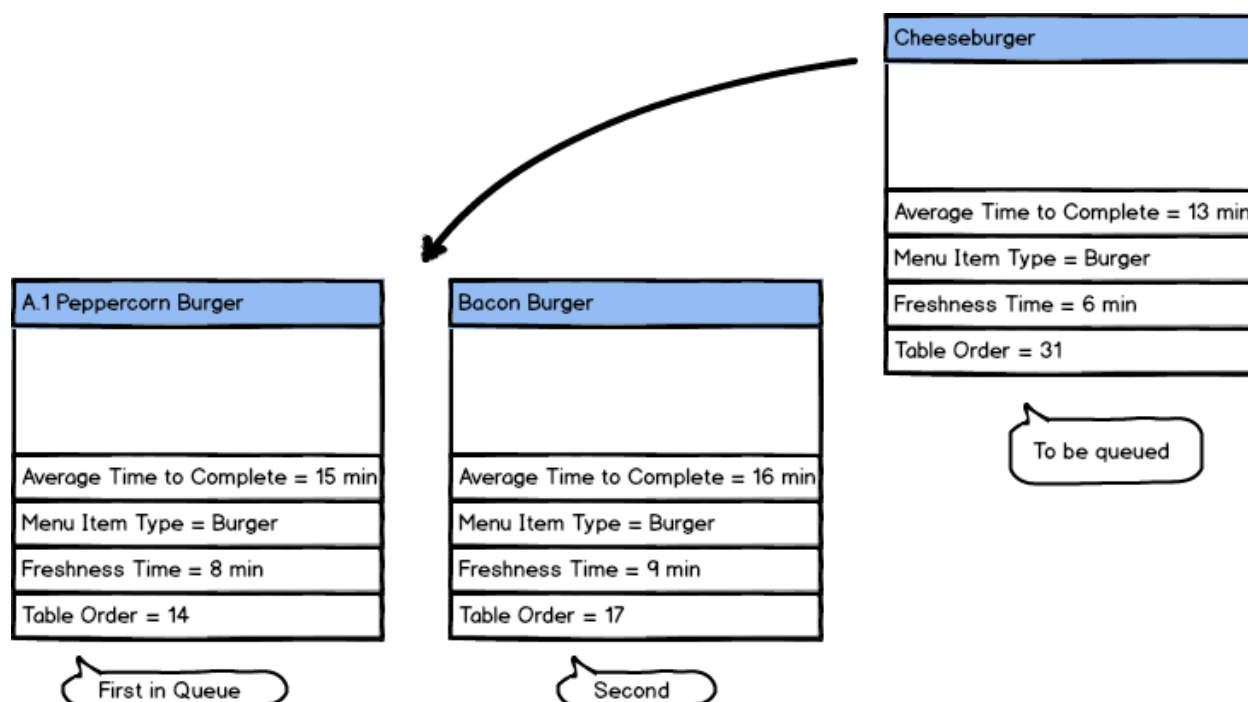 Cheeseburger
Average Time to Complete = 13 min
Menu Item Type = Burger
Freshness Time = 6 min
Table Order = 31
To be queued
A.1 Peppercorn Burger
Average Time to Complete = 15 min
Menu Item Type = Burger
Freshness Time = 8 min
Table Order = 14
First in Queue
Bacon Burger
Average Time to Complete = 16 min
Menu Item Type = Burger
Freshness Time = 9 min
Table Order = 17
Second